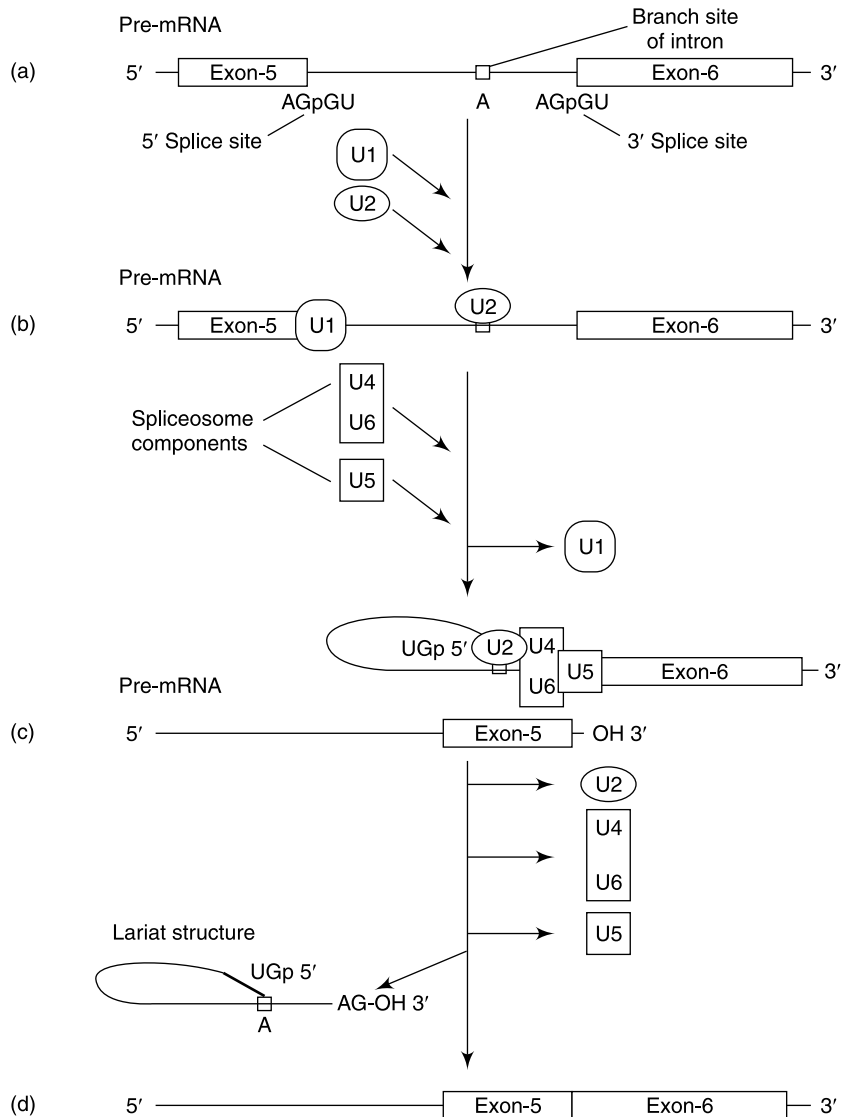 Pre-mRNA
Branch site
of intron
(a)
5′
Exon-5
Exon-6
3′
AGpGU
A
AGpGU
5′ Splice site
3′ Splice site
U1
U2
Pre-mRNA
U2
(b)
5′
Exon-5
U1
Exon-6
3′
U4
Spliceosome
components
U6
U5
U1
UGp 5′
U2
U4
U6
U5
Exon-6
3′
Pre-mRNA
(c)
5′
Exon-5
OH 3′
U2
U4
U6
U5
Lariat structure
UGp 5′
A
AG-OH 3′
(d)
5′
Exon-5
Exon-6